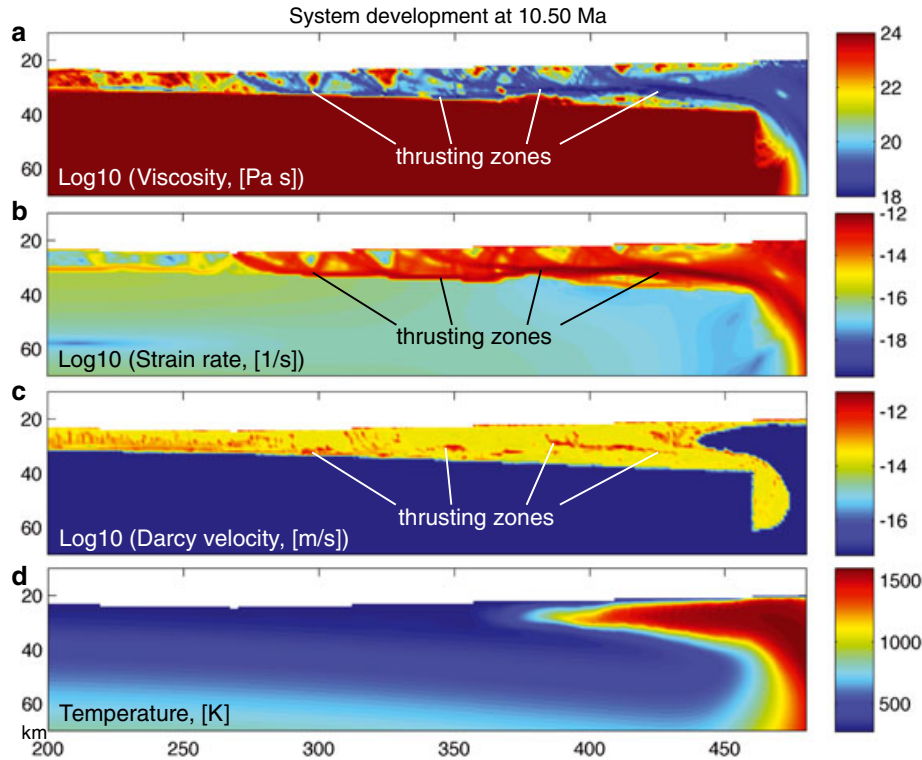 System development at 10.50 Ma
a
20
40
60
thrusting zones
Log10 (Viscosity, [Pa s])
24
22
20
18
b
20
40
60
thrusting zones
Log10 (Strain rate, [1/s])
-12
-14
-16
-18
c
20
40
60
thrusting zones
Log10 (Darcy velocity, [m/s])
-12
-14
-16
d
20
40
60
km
Temperature, [K]
1500
1000
500
200 250 300 350 400 450